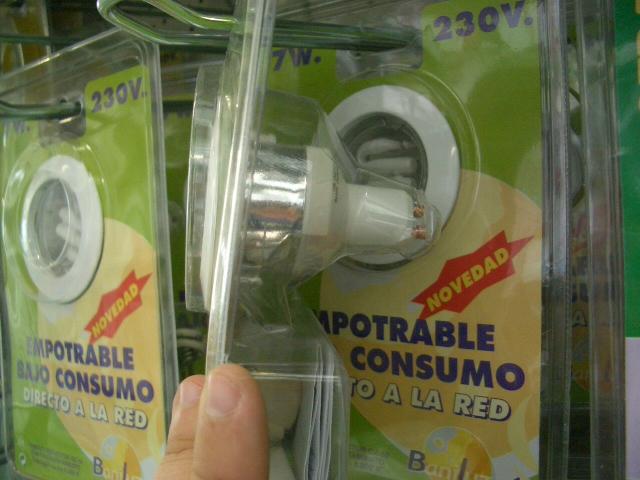 230V.
NOVEDAD
EMPOTRABLE
BAJO CONSUMO
DIRECTO A LA RED
7W.
230V.
NOVEDAD
MPOTRABLE
CONSUMO
TO A LA RED